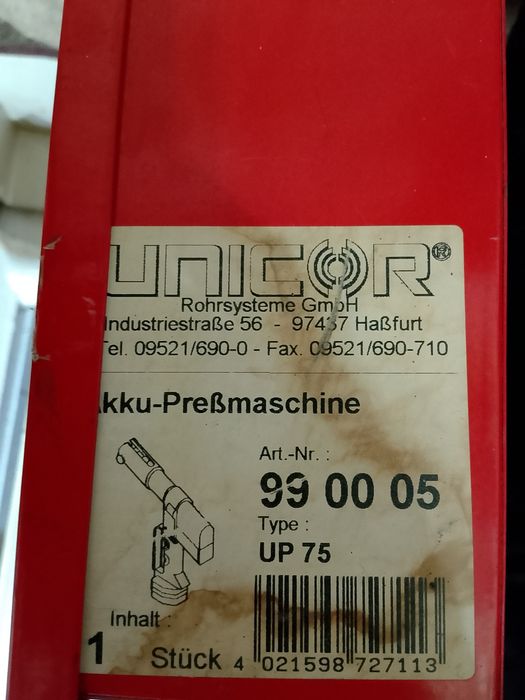 UNICOR®
Rohrsysteme GmbH
Industriestraße 56 - 97437 Haßfurt
Tel. 09521/690-0 - Fax. 09521/690-710
Akku-Preßmaschine
Art.-Nr. :
99 00 05
Type :
UP 75
Inhalt :
1 Stück
4 021598 727113